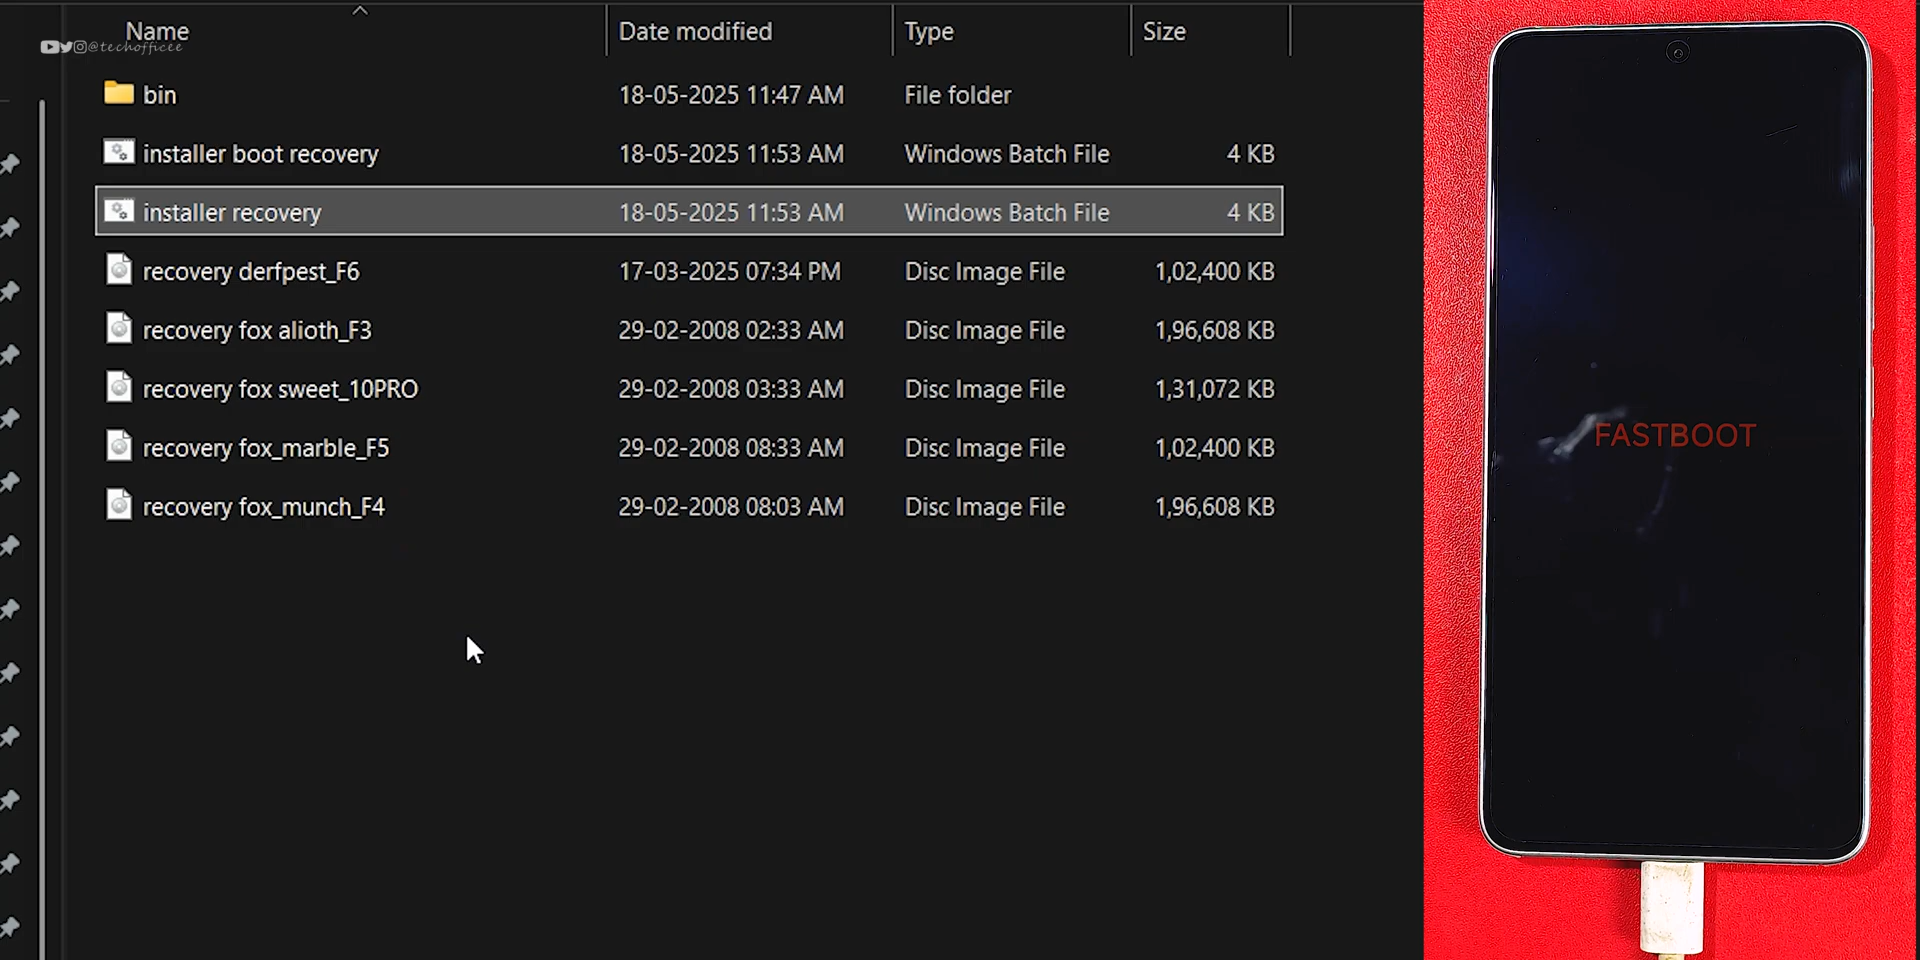 Name Date modified Type Size
@techofficee
bin 18-05-2025 11:47 AM File folder
installer boot recovery 18-05-2025 11:53 AM Windows Batch File 4 KB
installer recovery 18-05-2025 11:53 AM Windows Batch File 4 KB
recovery derfpest_F6 17-03-2025 07:34 PM Disc Image File 1,02,400 KB
recovery fox alioth_F3 29-02-2008 02:33 AM Disc Image File 1,96,608 KB
recovery fox sweet_10PRO 29-02-2008 03:33 AM Disc Image File 1,31,072 KB
recovery fox_marble_F5 29-02-2008 08:33 AM Disc Image File 1,02,400 KB
recovery fox_munch_F4 29-02-2008 08:03 AM Disc Image File 1,96,608 KB
FASTBOOT